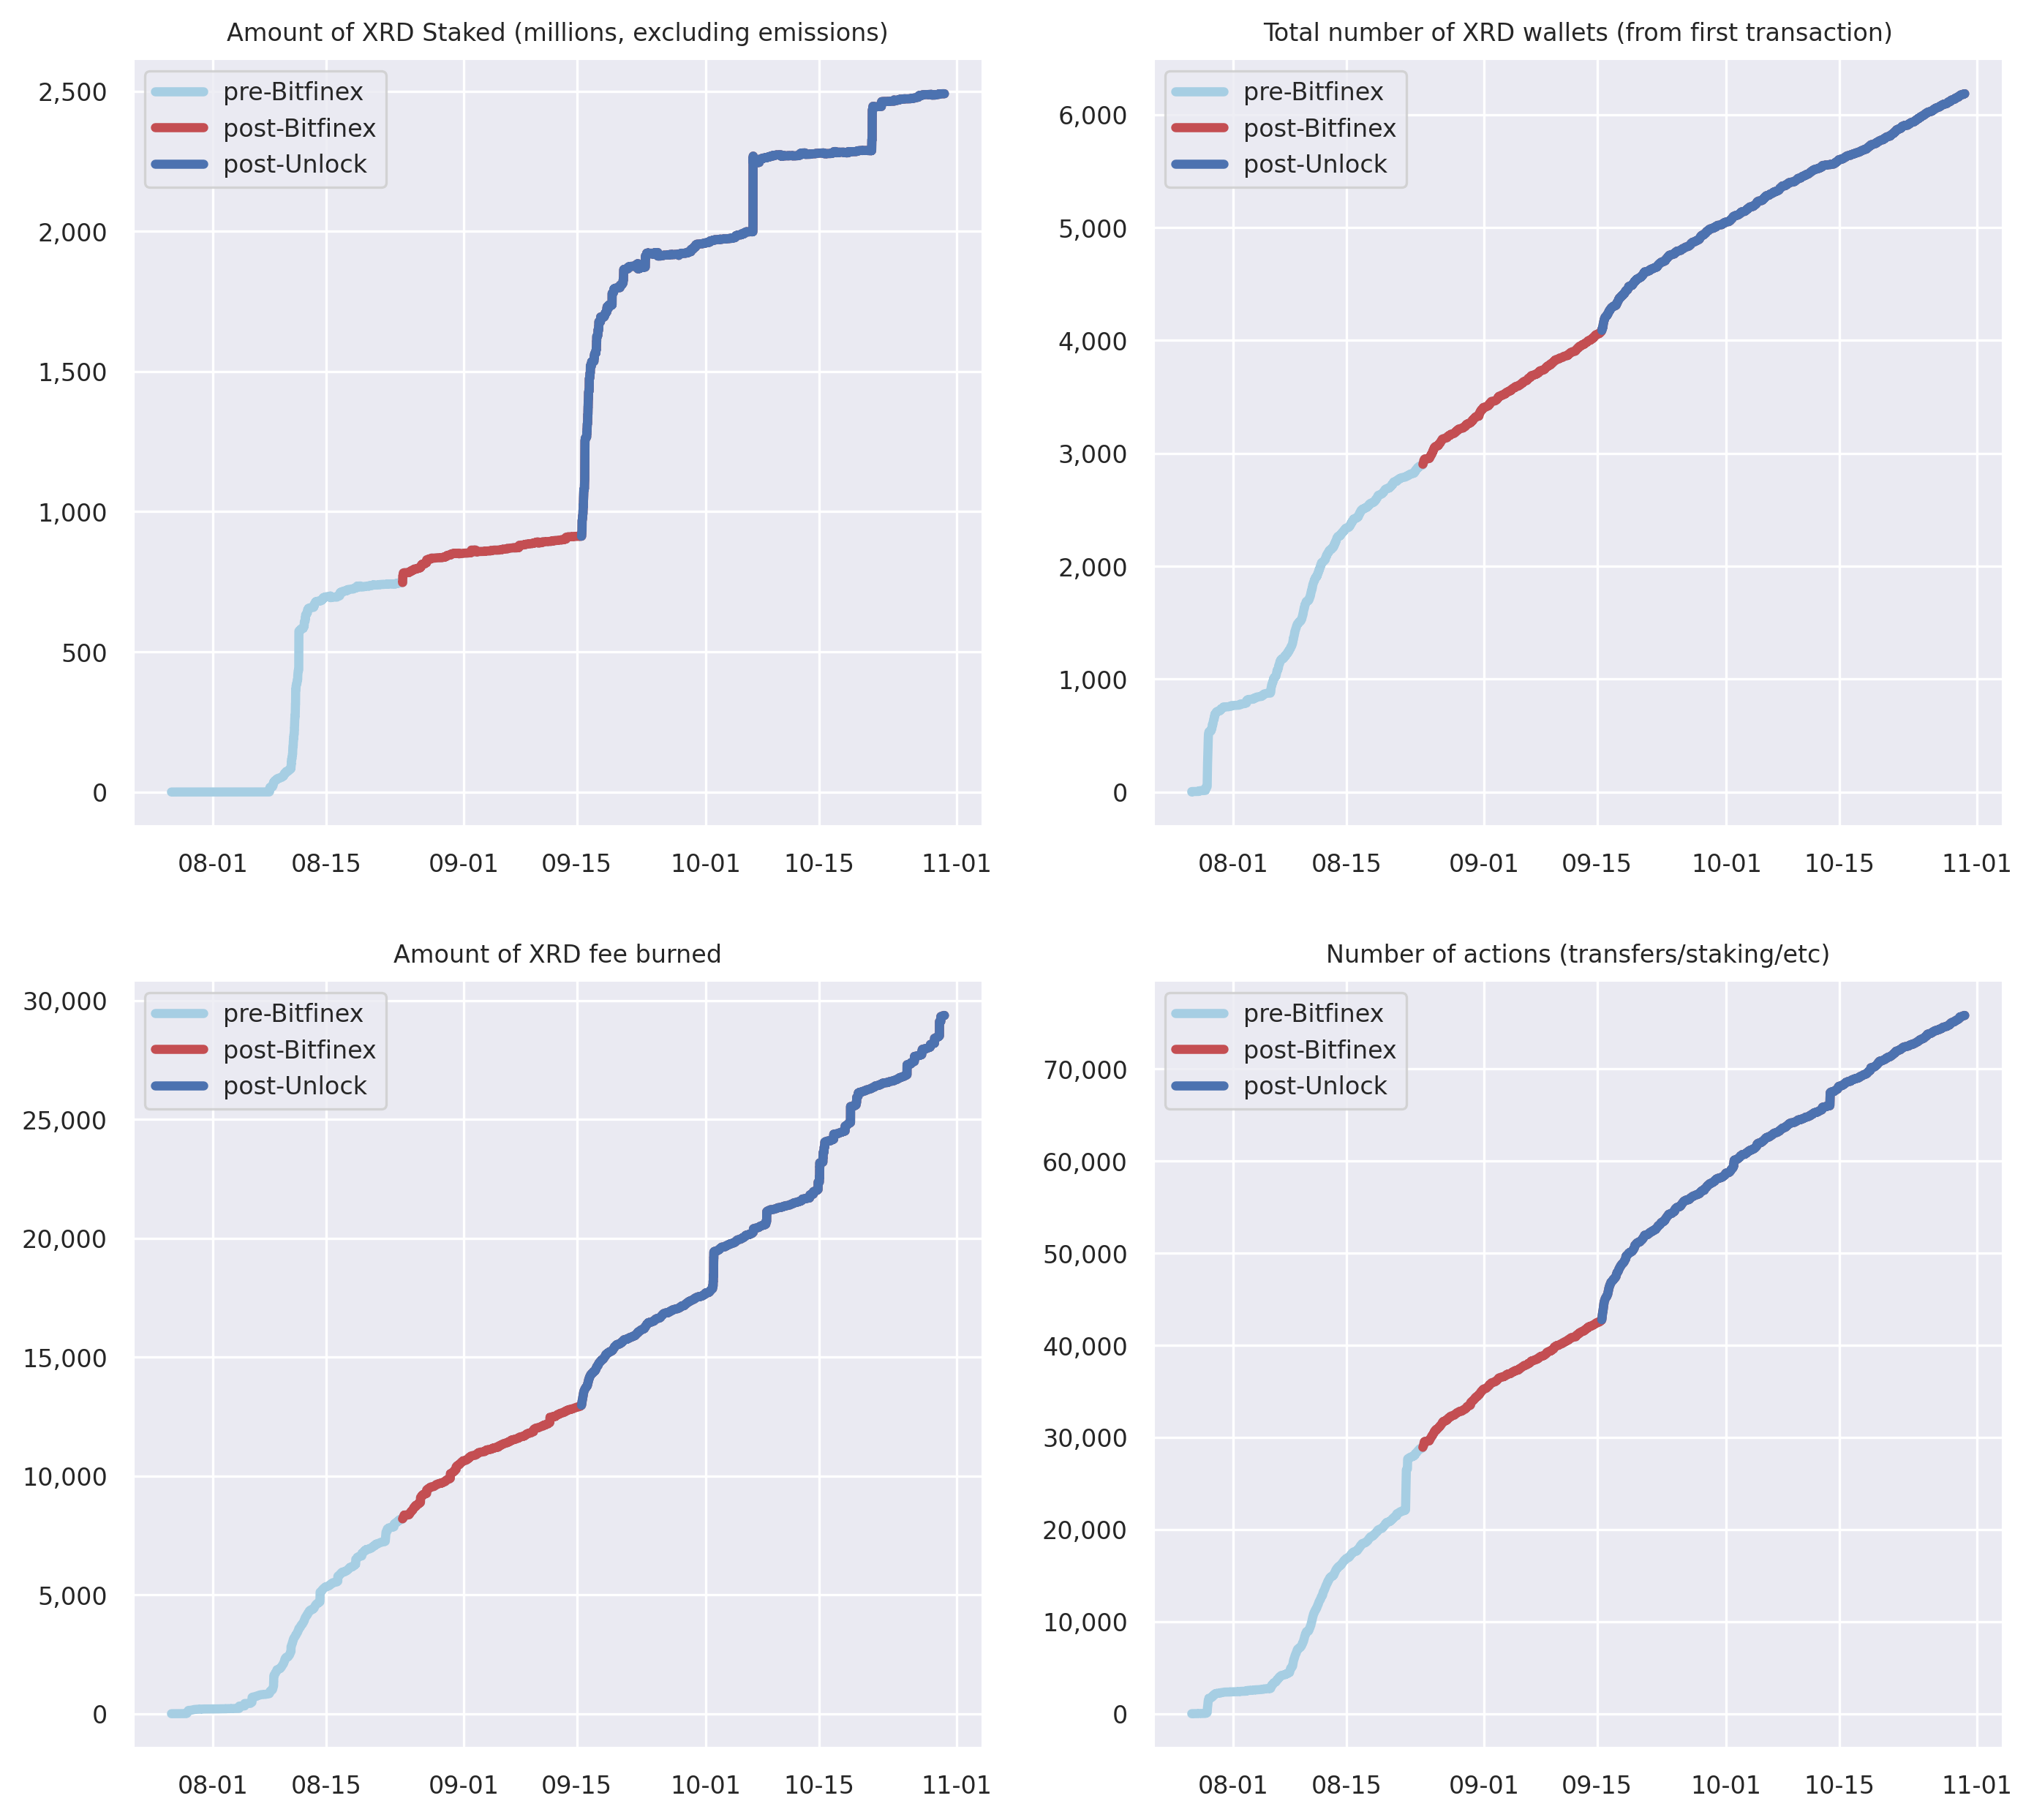 Amount of XRD Staked (millions, excluding emissions)
pre-Bitfinex
post-Bitfinex
post-Unlock
2,500
2,000
1,500
1,000
500
0
08-01 08-15 09-01 09-15 10-01 10-15 11-01
Total number of XRD wallets (from first transaction)
pre-Bitfinex
post-Bitfinex
post-Unlock
6,000
5,000
4,000
3,000
2,000
1,000
0
08-01 08-15 09-01 09-15 10-01 10-15 11-01
Amount of XRD fee burned
pre-Bitfinex
post-Bitfinex
post-Unlock
30,000
25,000
20,000
15,000
10,000
5,000
0
08-01 08-15 09-01 09-15 10-01 10-15 11-01
Number of actions (transfers/staking/etc)
pre-Bitfinex
post-Bitfinex
post-Unlock
70,000
60,000
50,000
40,000
30,000
20,000
10,000
0
08-01 08-15 09-01 09-15 10-01 10-15 11-01